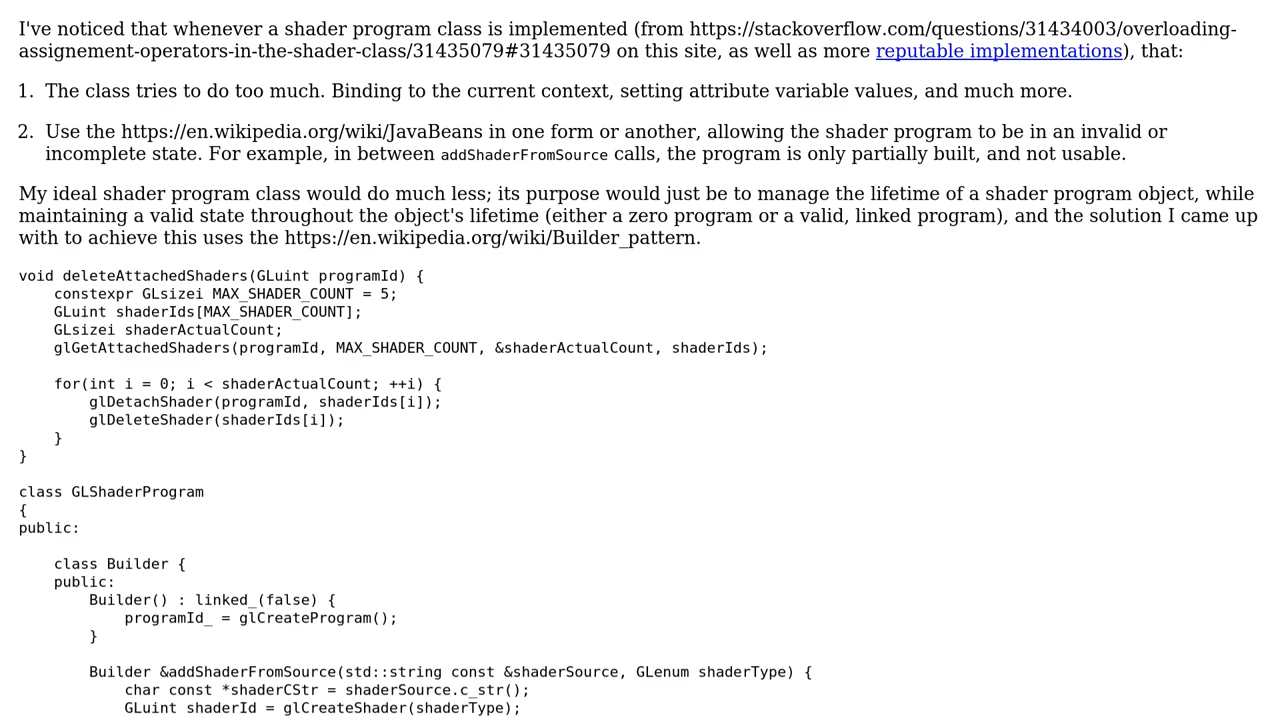 I've noticed that whenever a shader program class is implemented (from https://stackoverflow.com/questions/31434003/overloading-
assignement-operators-in-the-shader-class/31435079#31435079 on this site, as well as more reputable implementations), that:
1. The class tries to do too much. Binding to the current context, setting attribute variable values, and much more.
2. Use the https://en.wikipedia.org/wiki/JavaBeans in one form or another, allowing the shader program to be in an invalid or
incomplete state. For example, in between addShaderFromSource calls, the program is only partially built, and not usable.
My ideal shader program class would do much less; its purpose would just be to manage the lifetime of a shader program object, while
maintaining a valid state throughout the object's lifetime (either a zero program or a valid, linked program), and the solution I came up
with to achieve this uses the https://en.wikipedia.org/wiki/Builder_pattern.
void deleteAttachedShaders(GLuint programId) {
    constexpr GLsizei MAX_SHADER_COUNT = 5;
    GLuint shaderIds[MAX_SHADER_COUNT];
    GLsizei shaderActualCount;
    glGetAttachedShaders(programId, MAX_SHADER_COUNT, &shaderActualCount, shaderIds);
    for(int i = 0; i < shaderActualCount; ++i) {
        glDetachShader(programId, shaderIds[i]);
        glDeleteShader(shaderIds[i]);
    }
}
class GLShaderProgram
{
public:
    class Builder {
    public:
        Builder() : linked_(false) {
            programId_ = glCreateProgram();
        }
        Builder &addShaderFromSource(std::string const &shaderSource, GLenum shaderType) {
            char const *shaderCStr = shaderSource.c_str();
            GLuint shaderId = glCreateShader(shaderType);